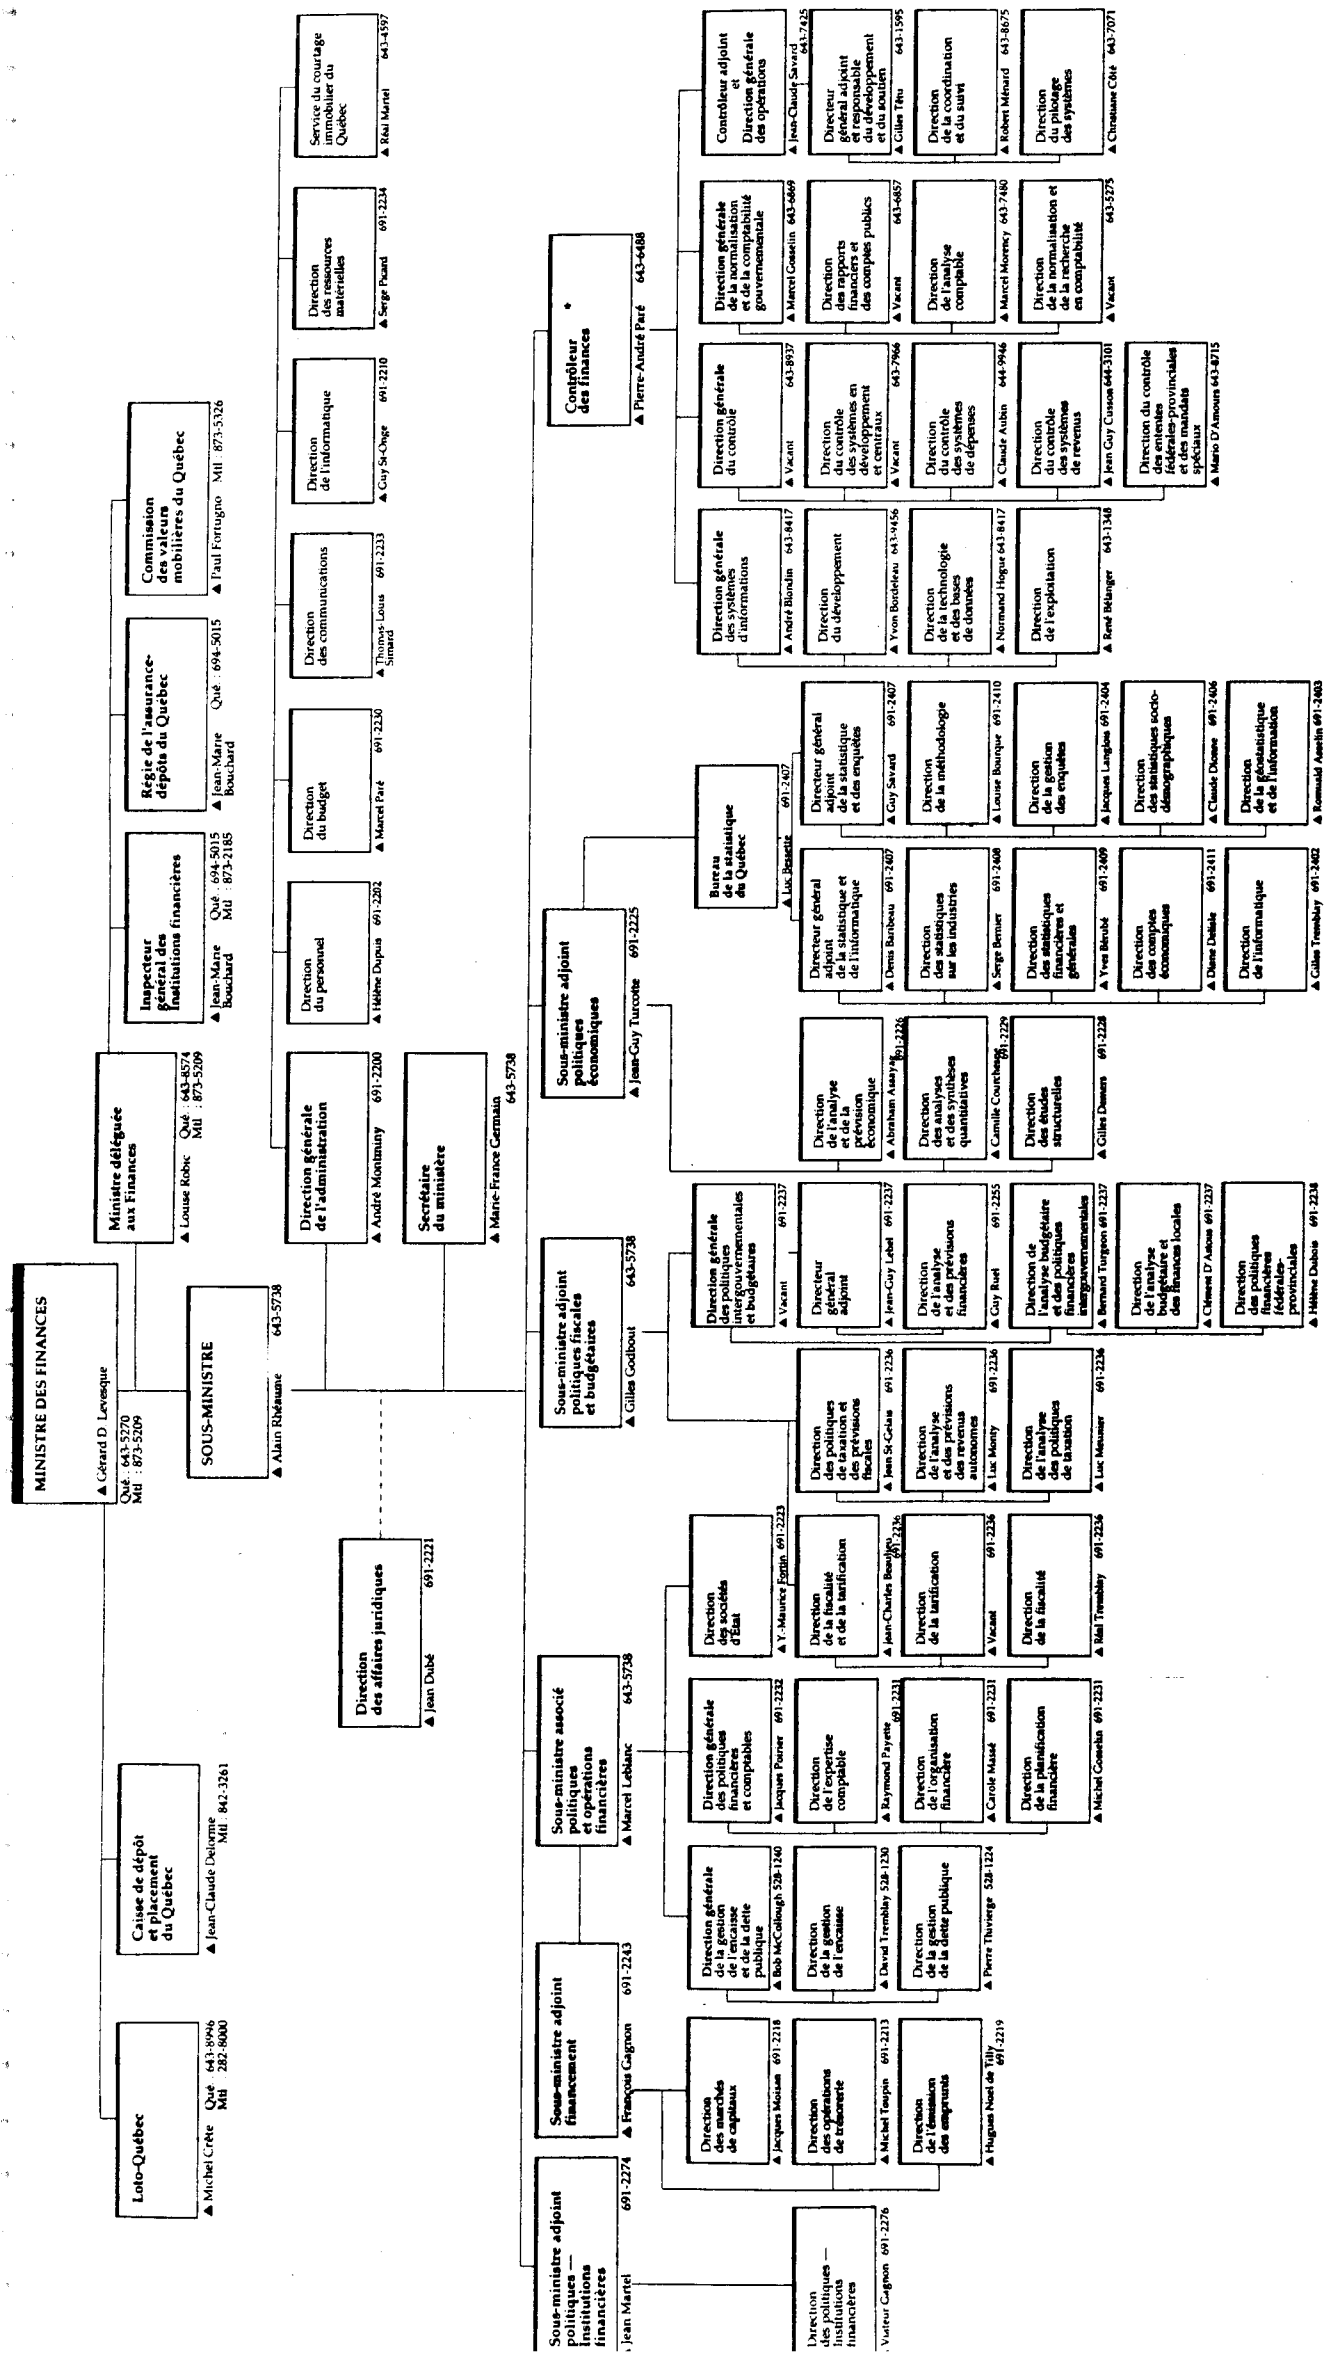 MINISTRE DES FINANCES
▲ Gérard D. Levesque
Qué. : 643-5270
Mtl : 873-5209
Loto-Québec
▲ Michel Crête Qué. : 643-8996
Mtl : 282-8000
Caisse de dépôt
et placement
du Québec
▲ Jean-Claude Delorme
Mtl : 842-3261
Ministre déléguée
aux Finances
▲ Louise Robic Qué. : 643-8574
Mtl : 873-5209
Inspecteur
général des
Institutions financières
▲ Jean-Marie Qué. : 694-5015
Bouchard Mtl : 873-2185
Régie de l'assurance-
dépôts du Québec
▲ Jean-Marie Qué. : 694-5015
Bouchard
Commission
des valeurs
mobilières du Québec
▲ Paul Fortugno Mtl : 873-5326
SOUS-MINISTRE
▲ Alain Rhéaume 643-5738
Direction
des affaires juridiques
▲ Jean Dubé 691-2221
Direction générale
de l'administration
▲ André Montmuny 691-2200
Direction
du personnel
▲ Hélène Dupuis 691-2202
Direction
du budget
▲ Marcel Paré 691-2230
Direction
des communications
▲ Thomas-Louis 691-2233
Simard
Direction
de l'informatique
▲ Guy St-Onge 691-2210
Direction
des ressources
matérielles
▲ Serge Picard 691-2234
Service du courtage
immobilier du
Québec
▲ Réal Martel 643-4597
Secrétaire
du ministère
▲ Marie-France Germain
643-5738
Sous-ministre adjoint
politiques —
Institutions
financières
Jean Martel 691-2274
Direction
des politiques —
Institutions
financières
Viateur Gagnon 691-2276
Sous-ministre adjoint
financement
▲ François Gagnon 691-2243
Direction
des marchés
de capitaux
▲ Jacques Moisan 691-2218
Direction
des opérations
de trésorerie
▲ Michel Toupin 691-2213
Direction
de l'émission
des emprunts
▲ Hugues Noel de Tilly
691-2219
Sous-ministre associé
politiques
et opérations
financières
▲ Marcel Leblanc 643-5738
Direction générale
de la gestion
de l'encaisse
et de la dette
publique
▲ Bob McCollough 528-1240
Direction
de la gestion
de l'encaisse
▲ David Tremblay 528-1230
Direction
de la gestion
de la dette publique
▲ Pierre Thivierge 528-1224
Direction générale
des politiques
financières
et comptables
▲ Jacques Poirier 691-2232
Direction
de l'expertise
comptable
▲ Raymond Payette
691-2231
Direction
de l'organisation
financière
▲ Carole Massé 691-2231
Direction
de la planification
financière
▲ Michel Gosselin 691-2231
Direction
des sociétés
d'État
▲ Y.-Maurice Fortin 691-2223
Sous-ministre adjoint
politiques fiscales
et budgétaires
▲ Gilles Godbout 643-5738
Direction
de la fiscalité
et de la tarification
▲ Jean-Charles Beaulieu
691-2236
Direction
de la tarification
▲ Vacant 691-2236
Direction
de la fiscalité
▲ Réal Tremblay 691-2236
Direction
des politiques
de taxation et
des prévisions
fiscales
▲ Jean St-Gelais 691-2236
Direction
de l'analyse
et des prévisions
des revenus
autonomes
▲ Luc Monty 691-2236
Direction
de l'analyse
des politiques
de taxation
▲ Luc Meunier 691-2236
Direction générale
des politiques
intergouvernementales
et budgétaires
▲ Vacant 691-2237
Directeur
général
adjoint
▲ Jean-Guy Lebel 691-2237
Direction
de l'analyse
et des prévisions
financières
▲ Guy Ruel 691-2255
Direction de
l'analyse budgétaire
et des politiques
financières
intergouvernementales
▲ Bernard Turgeon 691-2237
Direction
de l'analyse
budgétaire et
des finances locales
▲ Clément D'Astous 691-2237
Direction
des politiques
financières
fédérales-
provinciales
▲ Hélène Dubois 691-2238
Sous-ministre adjoint
politiques
économiques
▲ Jean-Guy Turcotte 691-2225
Direction
de l'analyse
et de la
prévision
économique
▲ Abraham Assayag
691-2226
Direction
des analyses
et des synthèses
quantitatives
▲ Camille Courchesne
691-2229
Direction
des études
structurelles
▲ Gilles Demers 691-2228
Bureau
de la statistique
du Québec
▲ Luc Bessette 691-2407
Directeur général
adjoint
de la statistique et
de l'informatique
▲ Denis Baribeau 691-2407
Direction
des statistiques
sur les industries
▲ Serge Bernier 691-2408
Direction
des statistiques
financières et
générales
▲ Yves Bérubé 691-2409
Direction
des comptes
économiques
▲ Diane Delisle 691-2411
Direction
de l'informatique
▲ Gilles Tremblay 691-2402
Directeur général
adjoint
de la statistique
et des enquêtes
▲ Guy Savard 691-2407
Direction
de la méthodologie
▲ Louise Bourque 691-2410
Direction
de la gestion
des enquêtes
▲ Jacques Langlois 691-2404
Direction
des statistiques socio-
démographiques
▲ Claude Dionne 691-2406
Direction
de la géostatistique
et de l'information
▲ Romuald Asselin 691-2403
Contrôleur *
des finances
▲ Pierre-André Paré 643-6488
Direction générale
des systèmes
d'informations
▲ André Blondin 643-8417
Direction
du développement
▲ Yvon Bordeleau 643-9456
Direction
de la technologie
et des bases
de données
▲ Normand Hogue 643-8417
Direction
de l'exploitation
▲ René Bélanger 643-1348
Direction générale
du contrôle
▲ Vacant 643-8937
Direction
du contrôle
des systèmes en
développement
et centraux
▲ Vacant 643-7966
Direction
du contrôle
des systèmes
de dépenses
▲ Claude Aubin 644-9946
Direction
du contrôle
des systèmes
de revenus
▲ Jean Guy Cusson 644-3101
Direction du contrôle
des ententes
fédérales-provinciales
et des mandats
spéciaux
▲ Mario D'Amours 643-8715
Direction générale
de la normalisation
et de la comptabilité
gouvernementale
▲ Marcel Gosselin 643-6869
Direction
des rapports
financiers et
des comptes publics
▲ Vacant 643-6857
Direction
de l'analyse
comptable
▲ Marcel Morency 643-7480
Direction
de la normalisation et
de la recherche
en comptabilité
▲ Vacant 643-5275
Contrôleur adjoint
et
Direction générale
des opérations
▲ Jean-Claude Savard
643-7425
Directeur
général adjoint
et responsable
du développement
et du soutien
▲ Gilles Têtu 643-1595
Direction
de la coordination
et du suivi
▲ Robert Ménard 643-8675
Direction
du pilotage
des systèmes
▲ Christiane Côté 643-7071